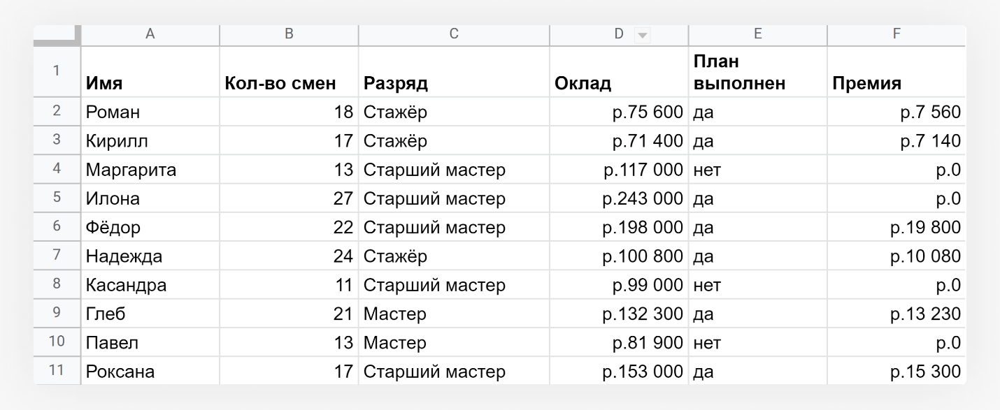 A B C D E F
1 Имя Кол-во смен Разряд Оклад План выполнен Премия
2 Роман 18 Стажёр р.75 600 да р.7 560
3 Кирилл 17 Стажёр р.71 400 да р.7 140
4 Маргарита 13 Старший мастер р.117 000 нет р.0
5 Илона 27 Старший мастер р.243 000 да р.0
6 Фёдор 22 Старший мастер р.198 000 да р.19 800
7 Надежда 24 Стажёр р.100 800 да р.10 080
8 Касандра 11 Старший мастер р.99 000 нет р.0
9 Глеб 21 Мастер р.132 300 да р.13 230
10 Павел 13 Мастер р.81 900 нет р.0
11 Роксана 17 Старший мастер р.153 000 да р.15 300